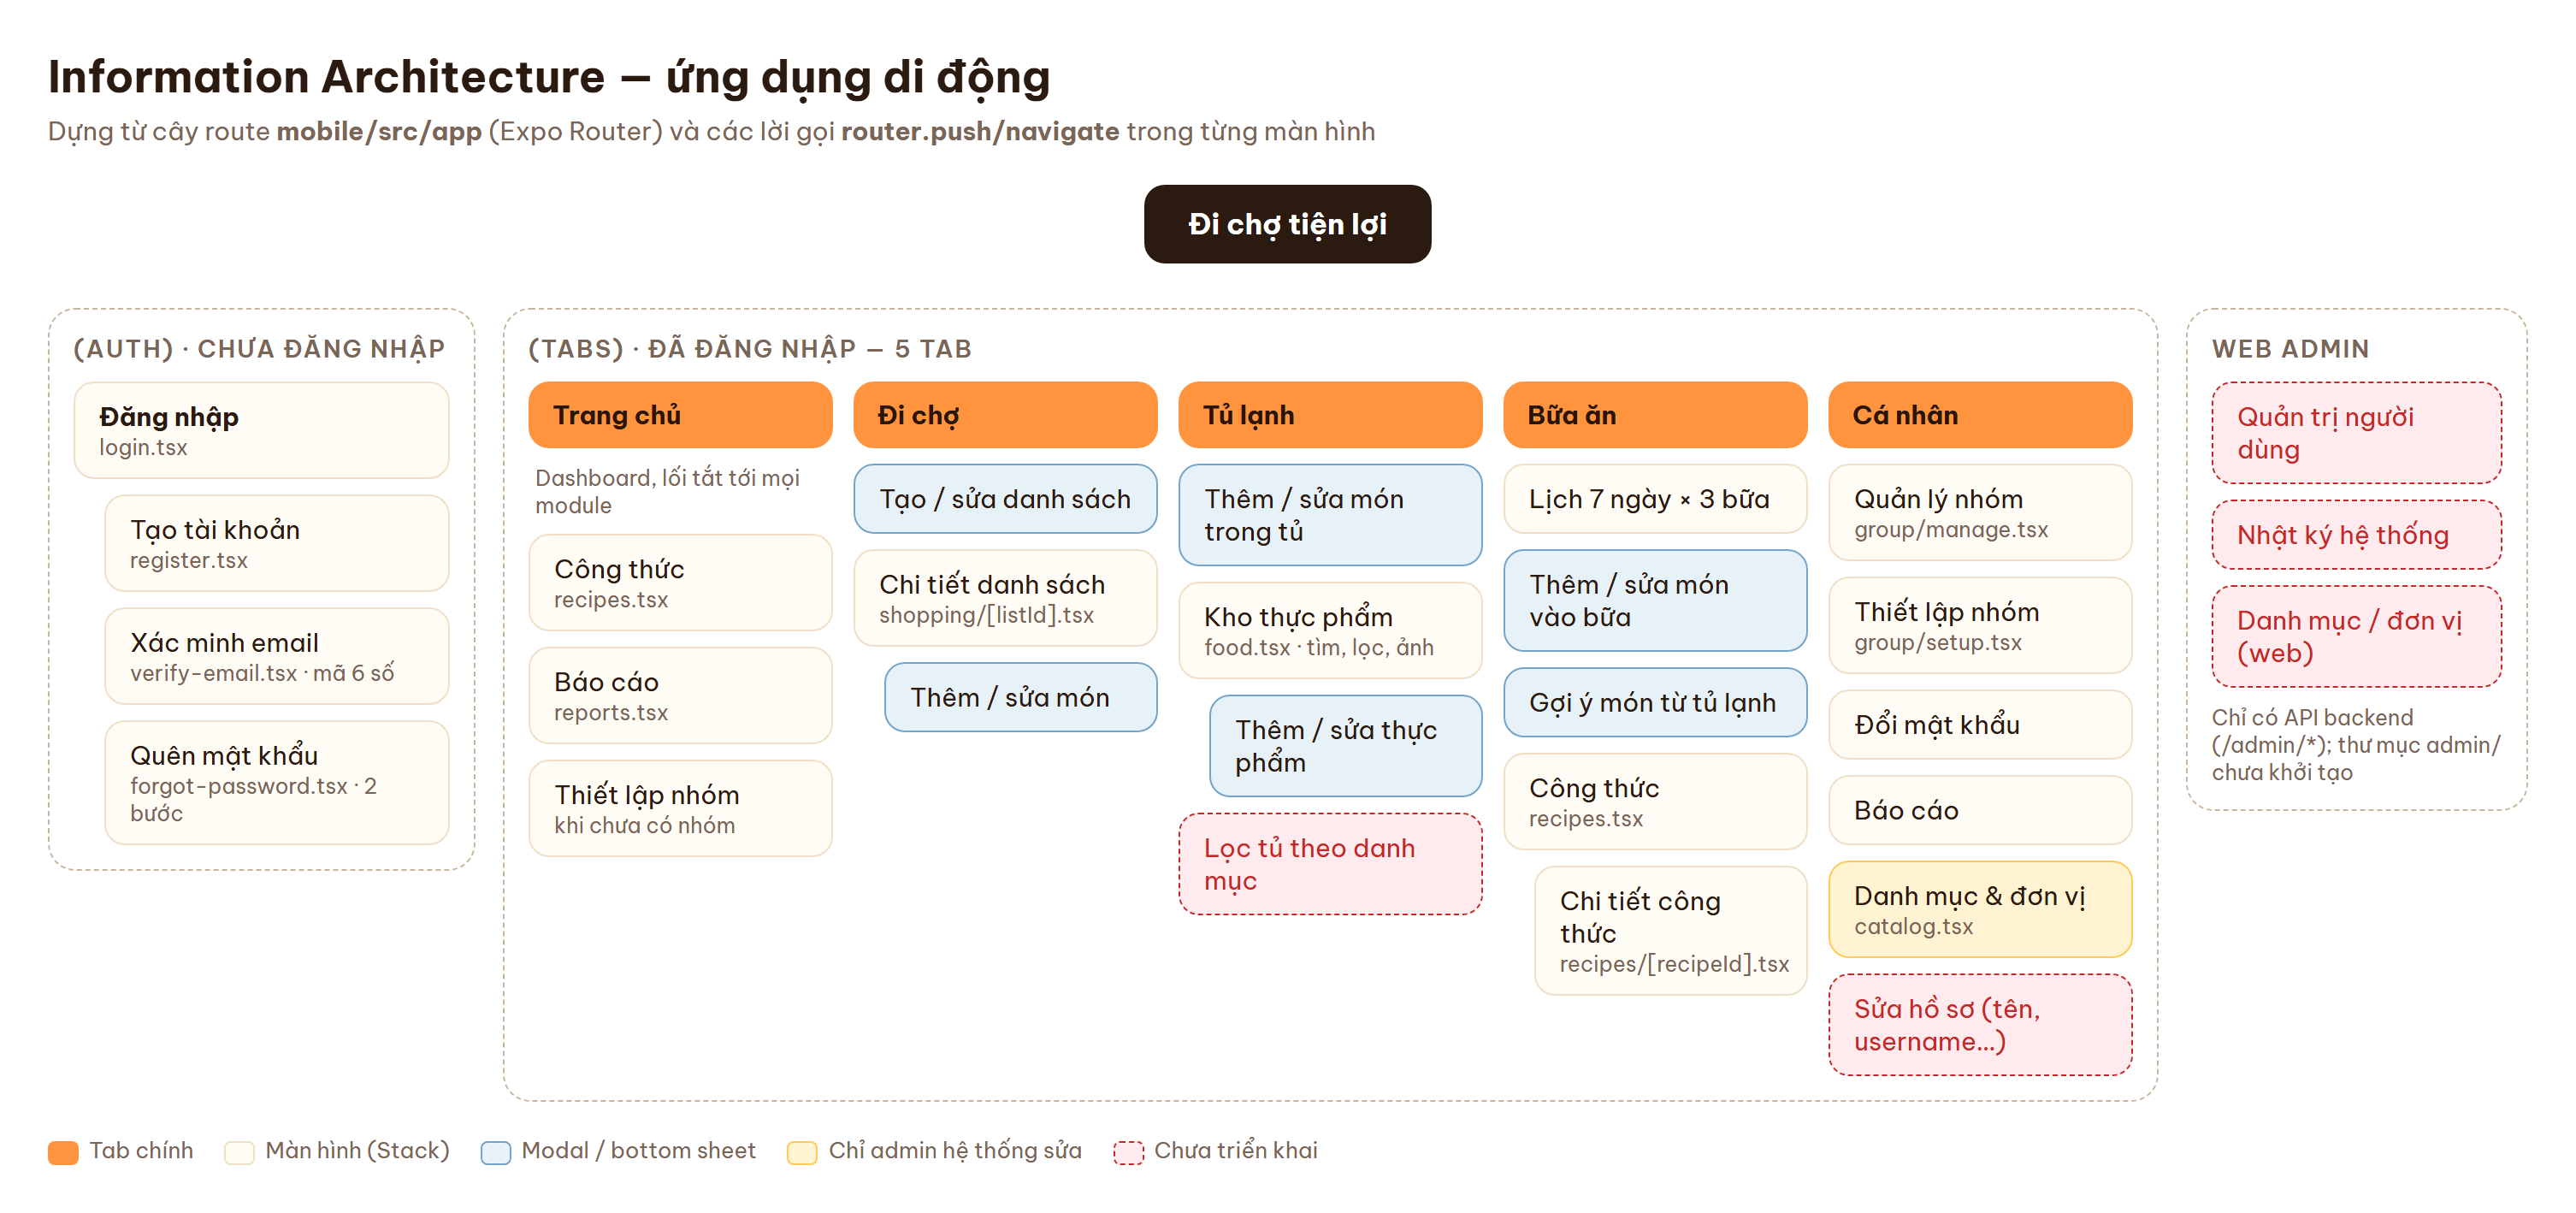 Information Architecture — ứng dụng di động
Dựng từ cây route mobile/src/app (Expo Router) và các lời gọi router.push/navigate trong từng màn hình
Đi chợ tiện lợi
(AUTH) · CHƯA ĐĂNG NHẬP
Đăng nhập
login.tsx
Tạo tài khoản
register.tsx
Xác minh email
verify-email.tsx · mã 6 số
Quên mật khẩu
forgot-password.tsx · 2
bước
(TABS) · ĐÃ ĐĂNG NHẬP — 5 TAB
Trang chủ
Dashboard, lối tắt tới mọi
module
Công thức
recipes.tsx
Báo cáo
reports.tsx
Thiết lập nhóm
khi chưa có nhóm
Đi chợ
Tạo / sửa danh sách
Chi tiết danh sách
shopping/[listId].tsx
Thêm / sửa món
Tủ lạnh
Thêm / sửa món
trong tủ
Kho thực phẩm
food.tsx · tìm, lọc, ảnh
Thêm / sửa thực
phẩm
Lọc tủ theo danh
mục
Bữa ăn
Lịch 7 ngày × 3 bữa
Thêm / sửa món
vào bữa
Gợi ý món từ tủ lạnh
Công thức
recipes.tsx
Chi tiết công
thức
recipes/[recipeId].tsx
Cá nhân
Quản lý nhóm
group/manage.tsx
Thiết lập nhóm
group/setup.tsx
Đổi mật khẩu
Báo cáo
Danh mục & đơn vị
catalog.tsx
Sửa hồ sơ (tên,
username...)
WEB ADMIN
Quản trị người
dùng
Nhật ký hệ thống
Danh mục / đơn vị
(web)
Chỉ có API backend
(/admin/*); thư mục admin/
chưa khởi tạo
Tab chính
Màn hình (Stack)
Modal / bottom sheet
Chỉ admin hệ thống sửa
Chưa triển khai